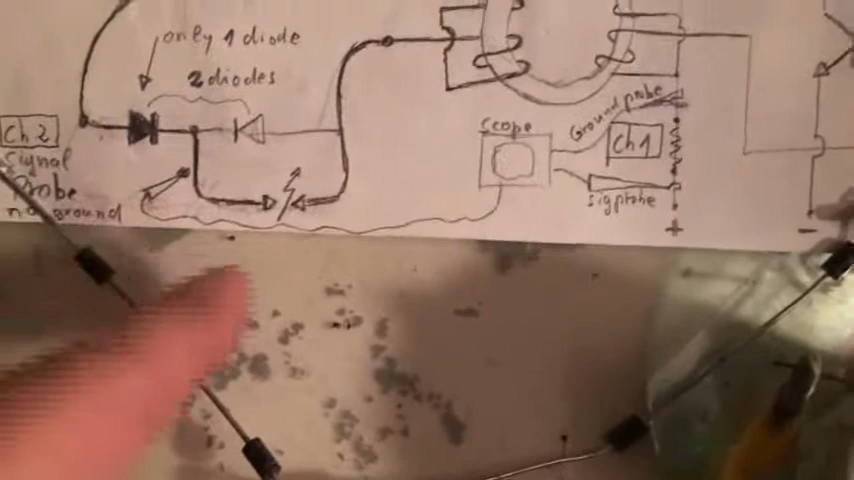 only 1 diode
2 diodes
Ch 2
Signal
Probe
no ground
Scope
Ground probe
Ch 1
sig probe
+
-